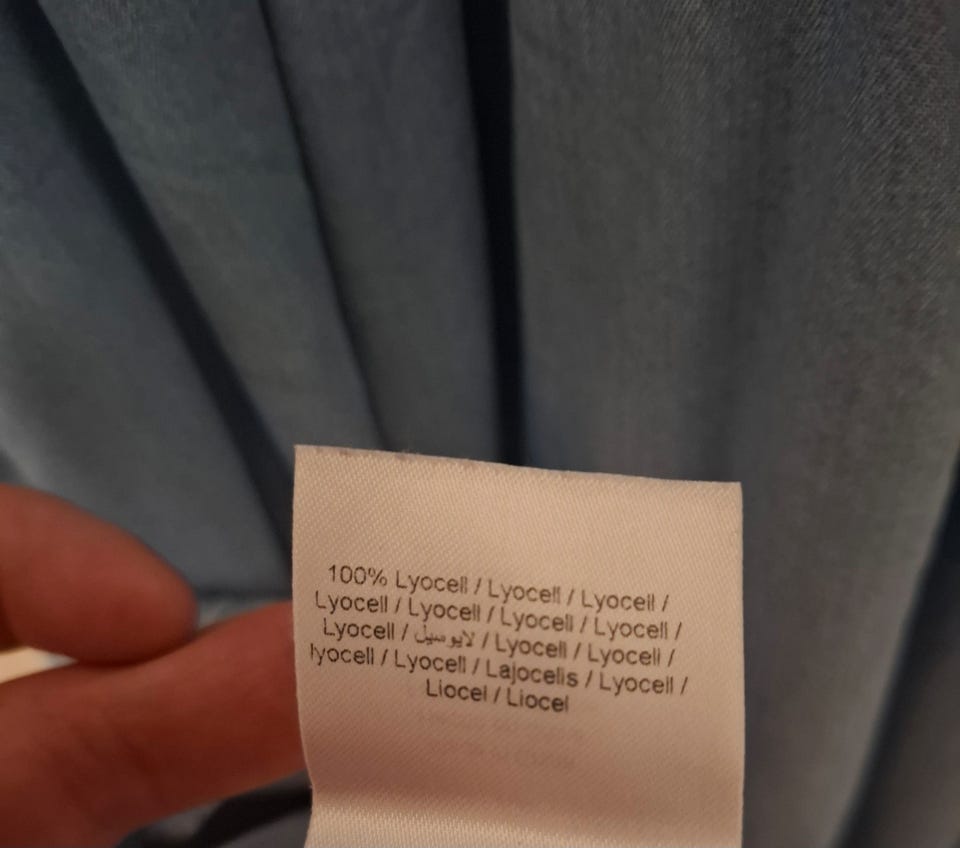 100% Lyocell / Lyocell / Lyocell /
Lyocell / Lyocell / Lyocell / Lyocell /
Lyocell / لايوسيل / Lyocell / Lyocell /
lyocell / Lyocell / Lajocelis / Lyocell /
Liocel / Liocel